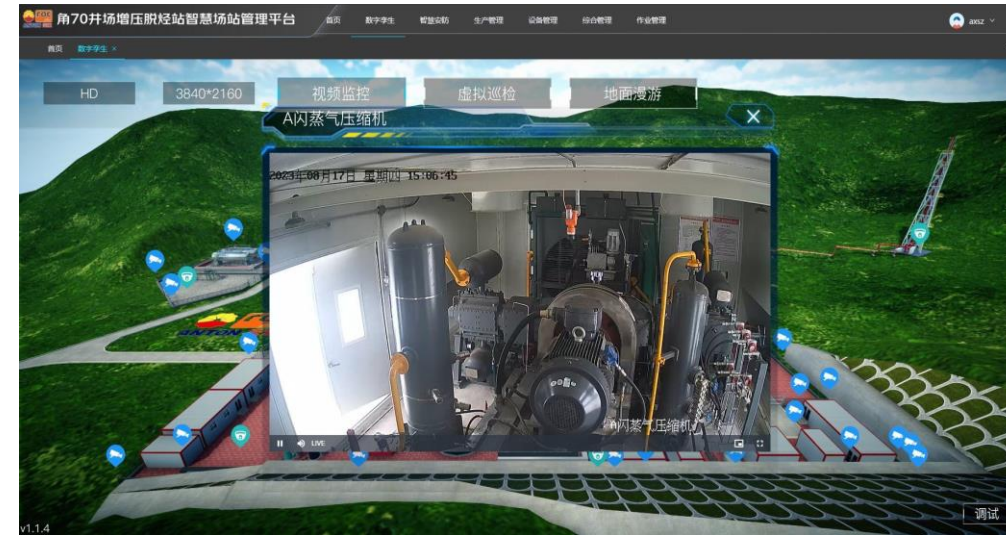 角70井场增压脱烃站智慧场站管理平台
首页 数字孪生 智慧安防 生产管理 设备管理 综合管理 作业管理
axsz
首页 数字孪生 ×
HD 3840*2160 视频监控 虚拟巡检 地面漫游
A闪蒸气压缩机
2023年08月17日 星期四 15:06:45
ANTON
A闪蒸气压缩机
LIVE
调试
v1.1.4